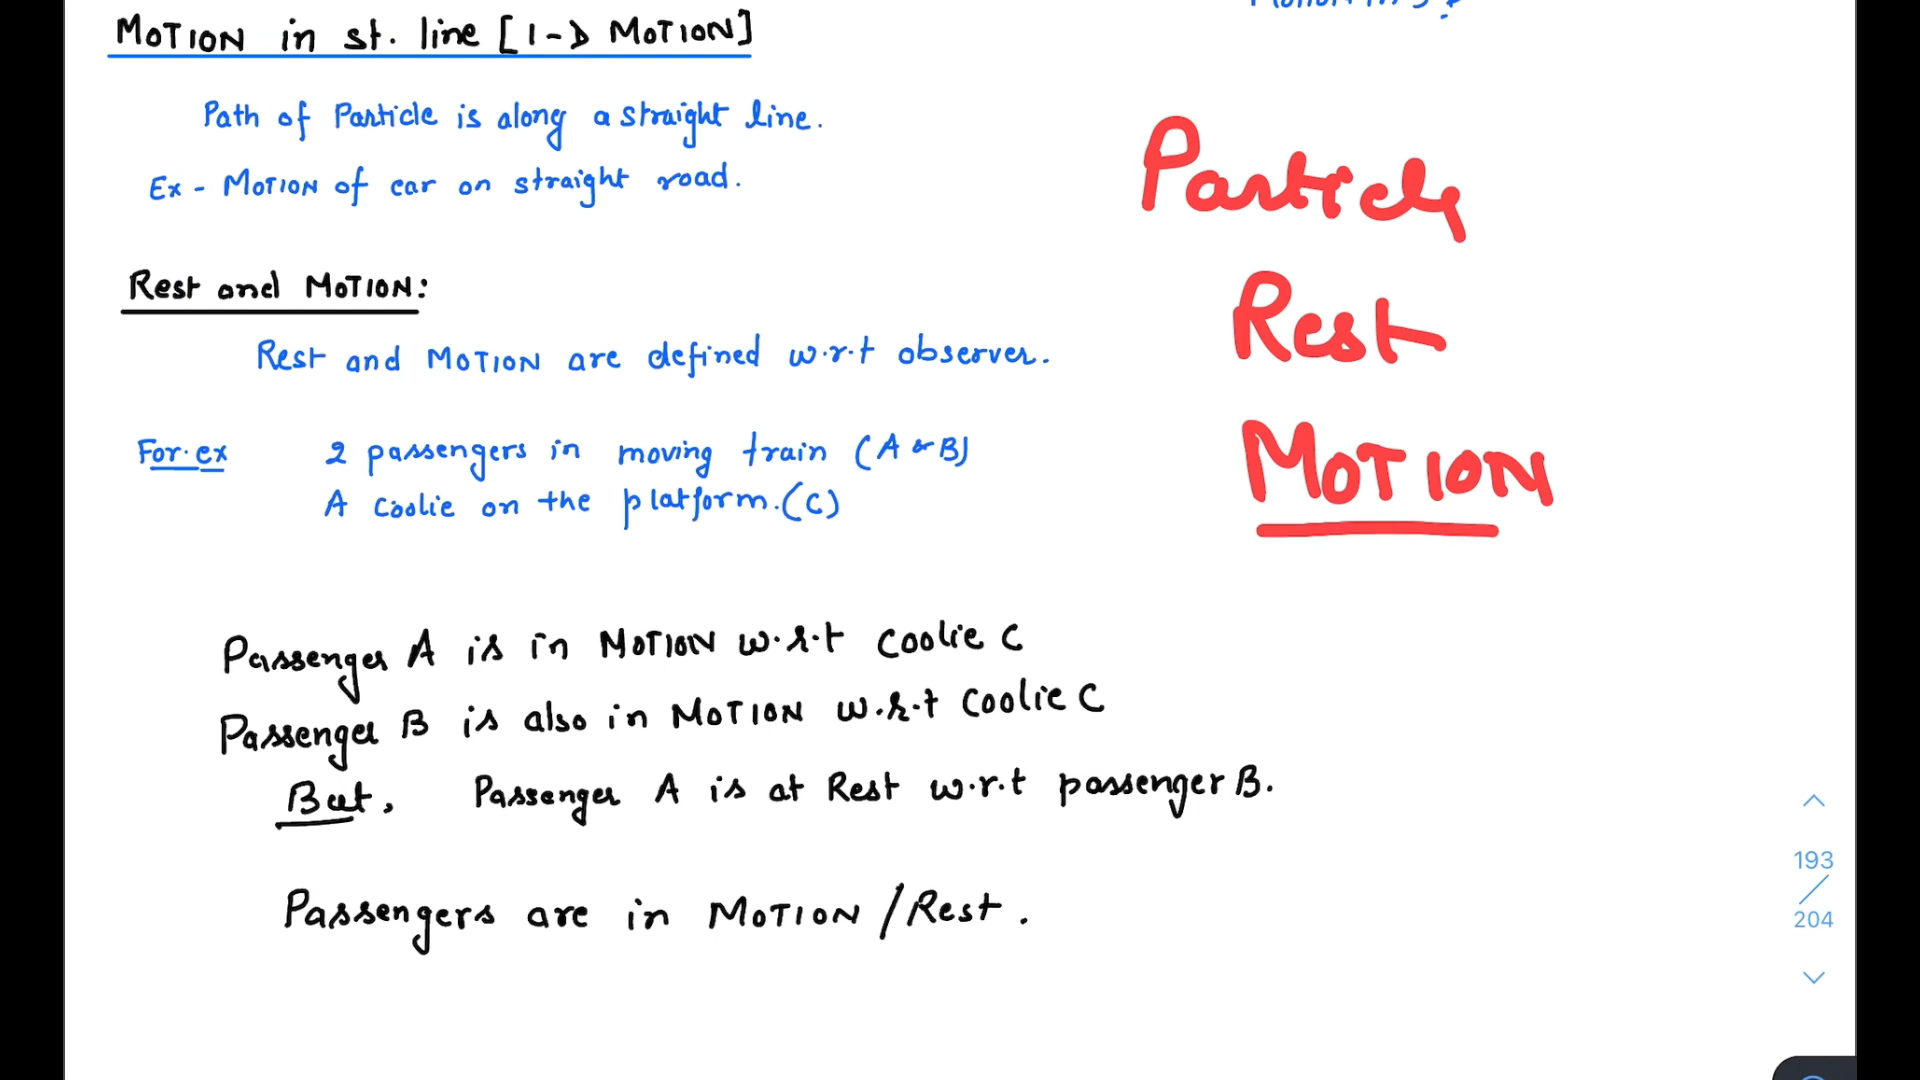 MOTION in st. line [1-D MOTION]
Path of Particle is along a straight line.
Ex - MOTION of car on straight road.
Rest and MOTION:
Rest and MOTION are defined w.r.t observer.
For.ex 2 passengers in moving train (A & B)
A coolie on the platform.(C)
Passenger A is in MOTION w.r.t coolie C
Passenger B is also in MOTION w.r.t coolie C
But, Passenger A is at Rest w.r.t passenger B.
Passengers are in MOTION / Rest.
Particle
Rest
MOTION
193
/
204